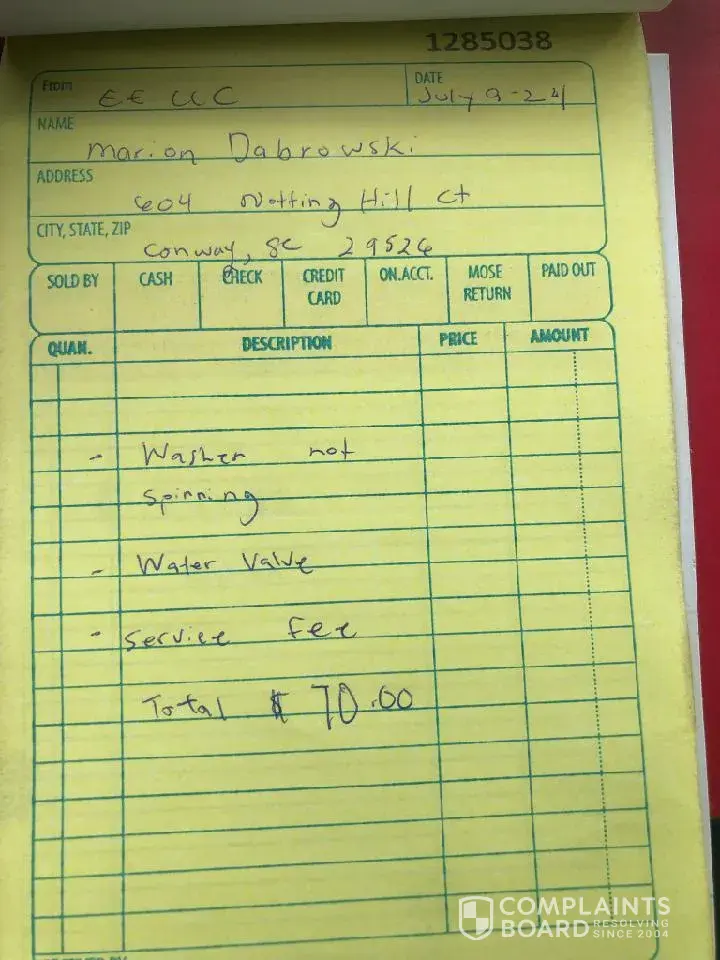 1285038
From EE LLC DATE July 9-24
NAME Marion Dabrowski
ADDRESS 604 Notting Hill Ct
CITY, STATE, ZIP Conway, SC 29526
SOLD BY CASH CHECK CREDIT CARD ON.ACCT. MOSE RETURN PAID OUT
QUAN. DESCRIPTION PRICE AMOUNT
- Washer not
spinning
- Water Valve
- Service Fee
Total $ 70.00
COMPLAINTS
BOARD RESOLVING SINCE 2004